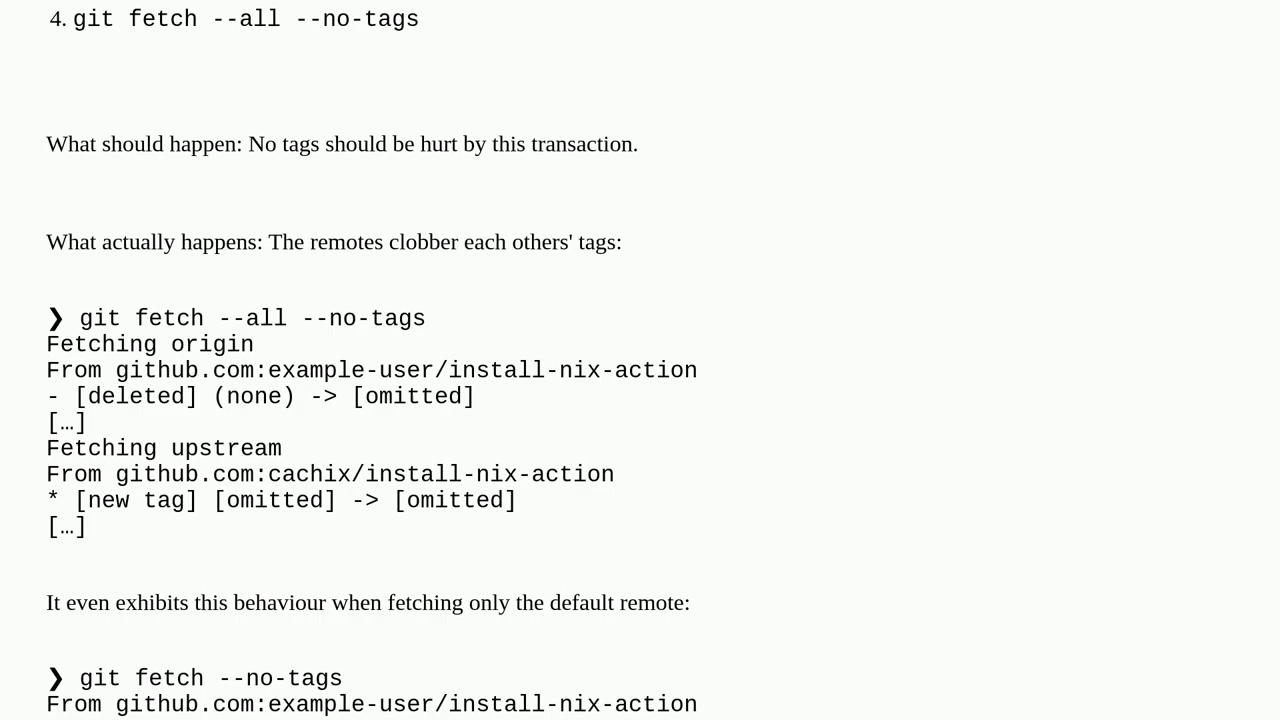 4. git fetch --all --no-tags
What should happen: No tags should be hurt by this transaction.
What actually happens: The remotes clobber each others' tags:
❯ git fetch --all --no-tags
Fetching origin
From github.com:example-user/install-nix-action
- [deleted] (none) -> [omitted]
[…]
Fetching upstream
From github.com:cachix/install-nix-action
* [new tag] [omitted] -> [omitted]
[…]
It even exhibits this behaviour when fetching only the default remote:
❯ git fetch --no-tags
From github.com:example-user/install-nix-action